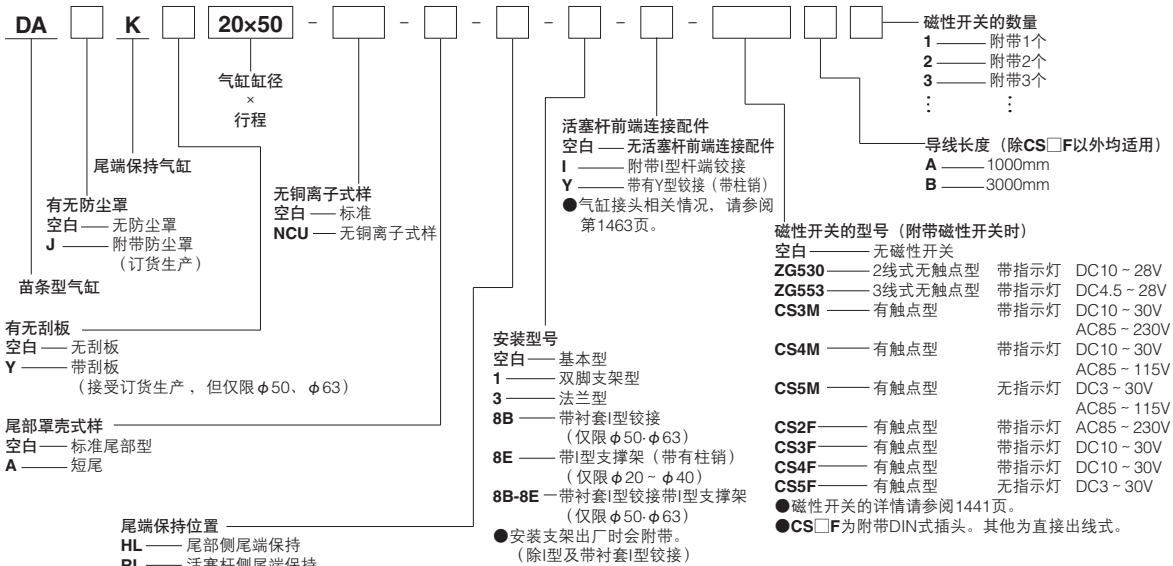 DA □ K □ 20×50 - □ - □ - □ - □ - □ - □ □ □
气缸缸径
×
行程
尾端保持气缸
有无防尘罩
空白 无防尘罩
J 附带防尘罩
（订货生产）
苗条型气缸
有无刮板
空白 无刮板
Y 带刮板
（接受订货生产，但仅限φ50、φ63）
尾部罩壳式样
空白 标准尾部型
A 短尾
尾端保持位置
HL 尾部侧尾端保持
RL 活塞杆侧尾端保持
无铜离子式样
空白 标准
NCU 无铜离子式样
安装型号
空白 基本型
1 双脚支架型
3 法兰型
8B 带衬套I型铰接
（仅限φ50·φ63）
8E 带I型支撑架（带有柱销）
（仅限φ20～φ40）
8B-8E 带衬套I型铰接带I型支撑架
（仅限φ50·φ63）
●安装支架出厂时会附带。
（除I型及带衬套I型铰接）
活塞杆前端连接配件
空白 无活塞杆前端连接配件
I 附带I型杆端铰接
Y 带有Y型铰接（带柱销）
●气缸接头相关情况，请参阅
第1463页。
磁性开关的数量
1 附带1个
2 附带2个
3 附带3个
⋮ ⋮
导线长度（除CS□F以外均适用）
A 1000mm
B 3000mm
磁性开关的型号（附带磁性开关时）
空白 无磁性开关
ZG530 2线式无触点型 带指示灯 DC10～28V
ZG553 3线式无触点型 带指示灯 DC4.5～28V
CS3M 有触点型 带指示灯 DC10～30V
AC85～230V
CS4M 有触点型 带指示灯 DC10～30V
AC85～115V
CS5M 有触点型 无指示灯 DC3～30V
AC85～115V
CS2F 有触点型 带指示灯 AC85～230V
CS3F 有触点型 带指示灯 DC10～30V
CS4F 有触点型 带指示灯 DC10～30V
CS5F 有触点型 无指示灯 DC3～30V
●磁性开关的详情请参阅1441页。
●CS□F为附带DIN式插头。其他为直接出线式。